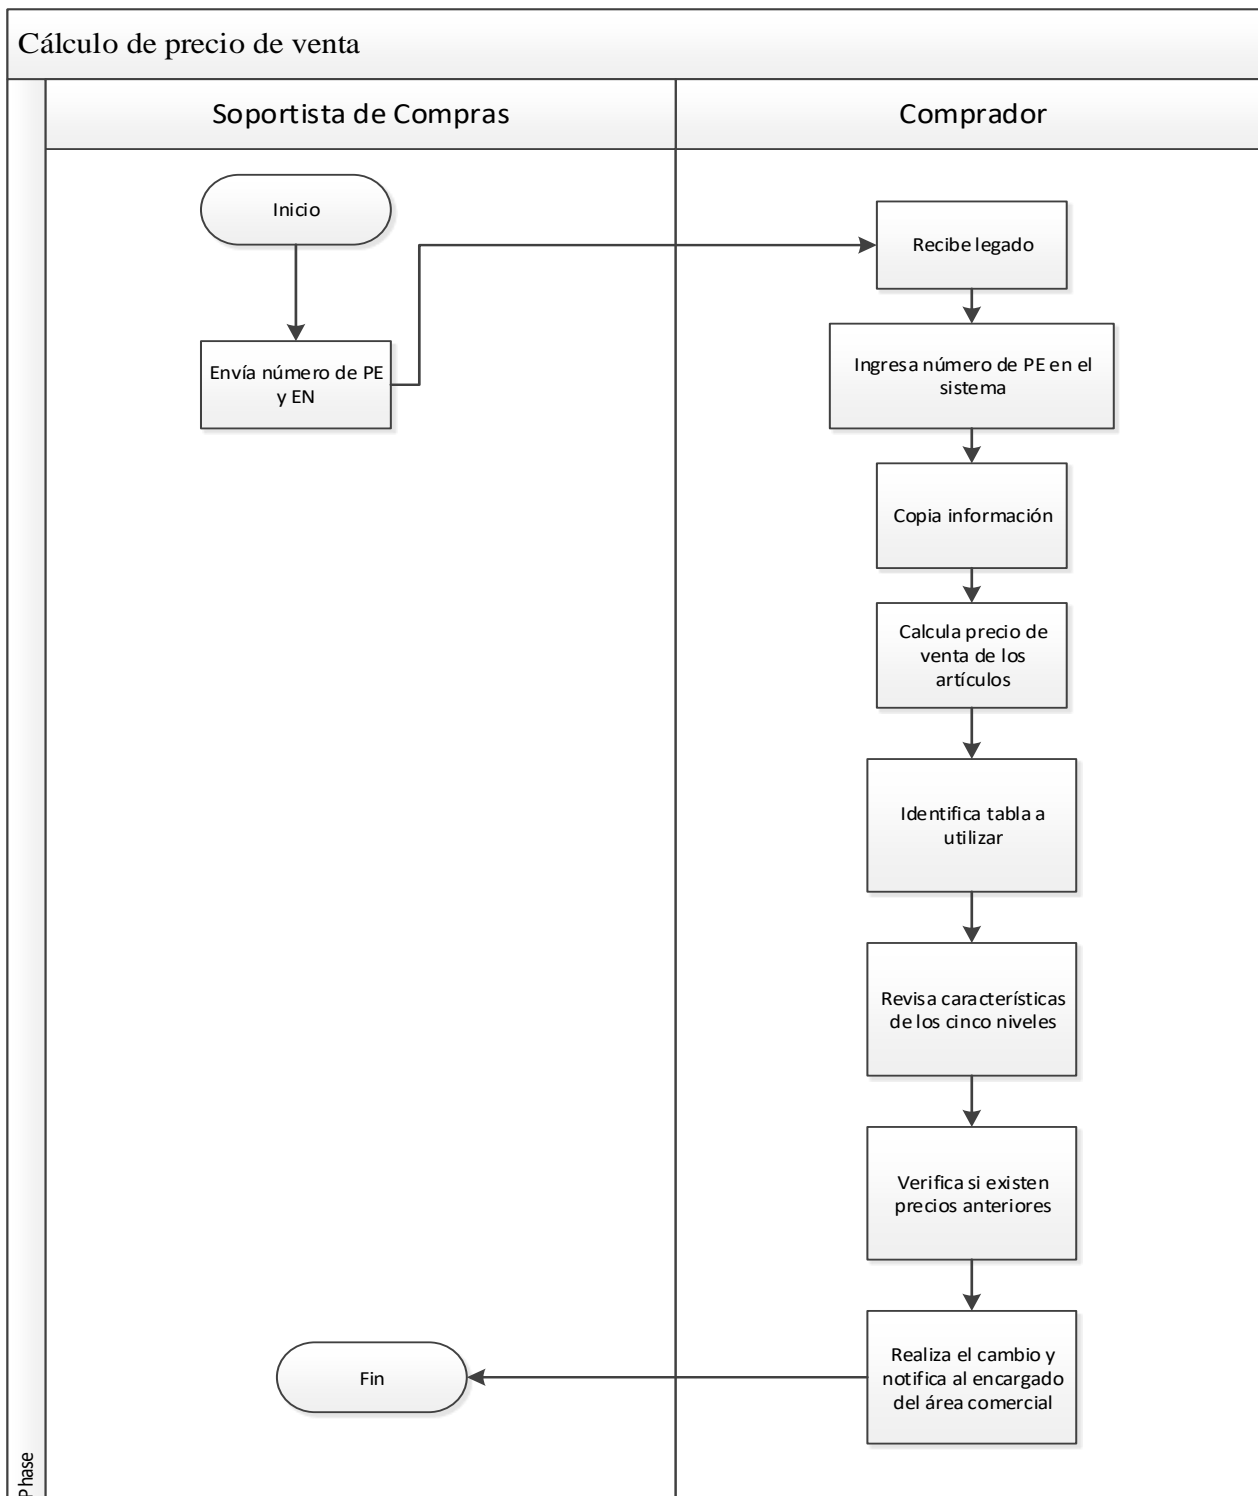 Cálculo de precio de venta
Soportista de Compras
Comprador
Inicio
Envía número de PE
y EN
Recibe legado
Ingresa número de PE en el
sistema
Copia información
Calcula precio de
venta de los
artículos
Identifica tabla a
utilizar
Revisa características
de los cinco niveles
Verifica si existen
precios anteriores
Realiza el cambio y
notifica al encargado
del área comercial
Fin
Phase